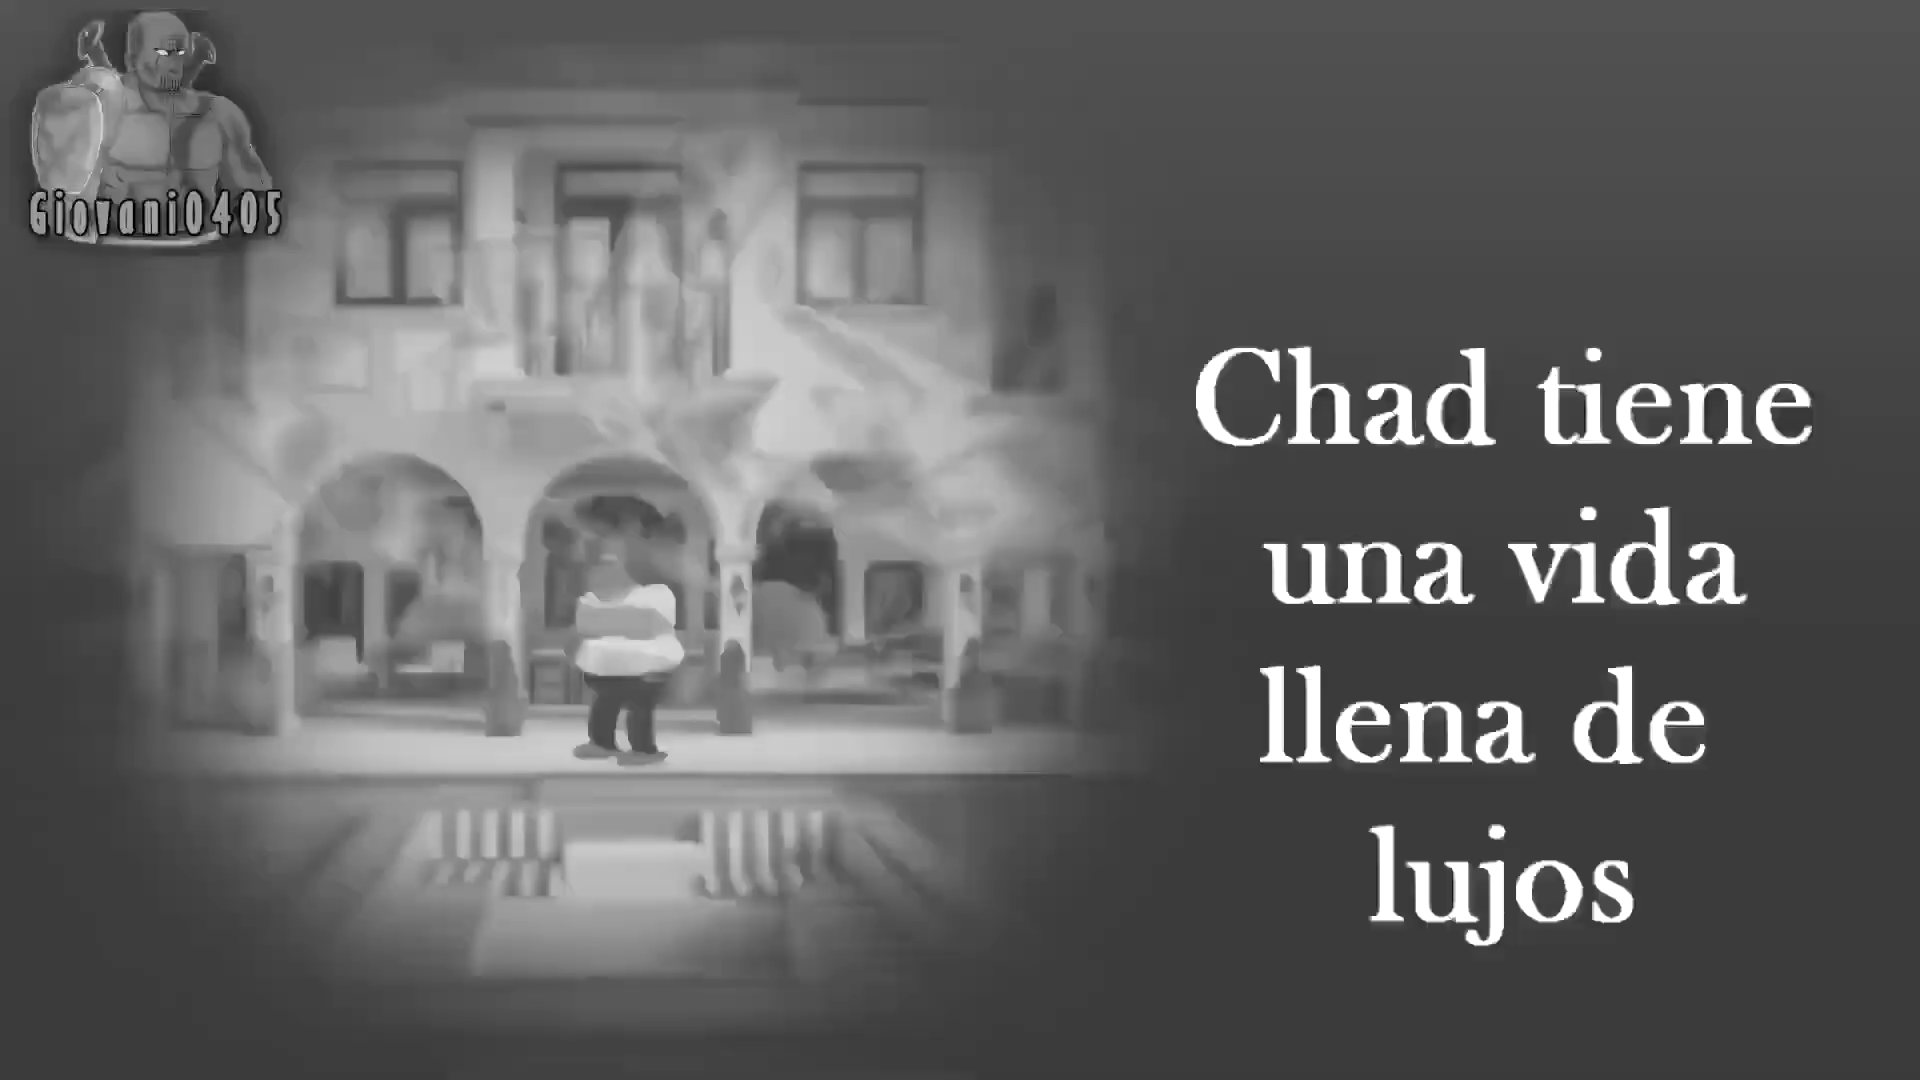 Giovani0405
Chad tiene
una vida
llena de
lujos